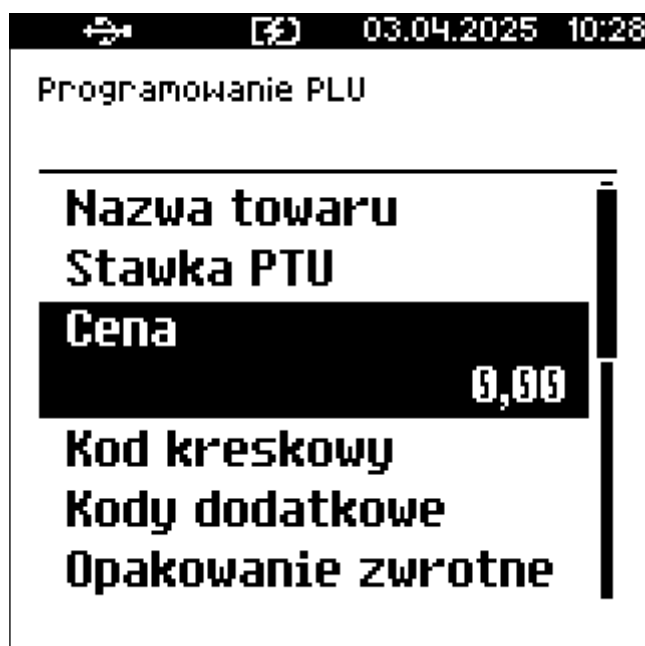 03.04.2025 10:28
Programowanie PLU
Nazwa towaru
Stawka PTU
Cena
0,00
Kod kreskowy
Kody dodatkowe
Opakowanie zwrotne